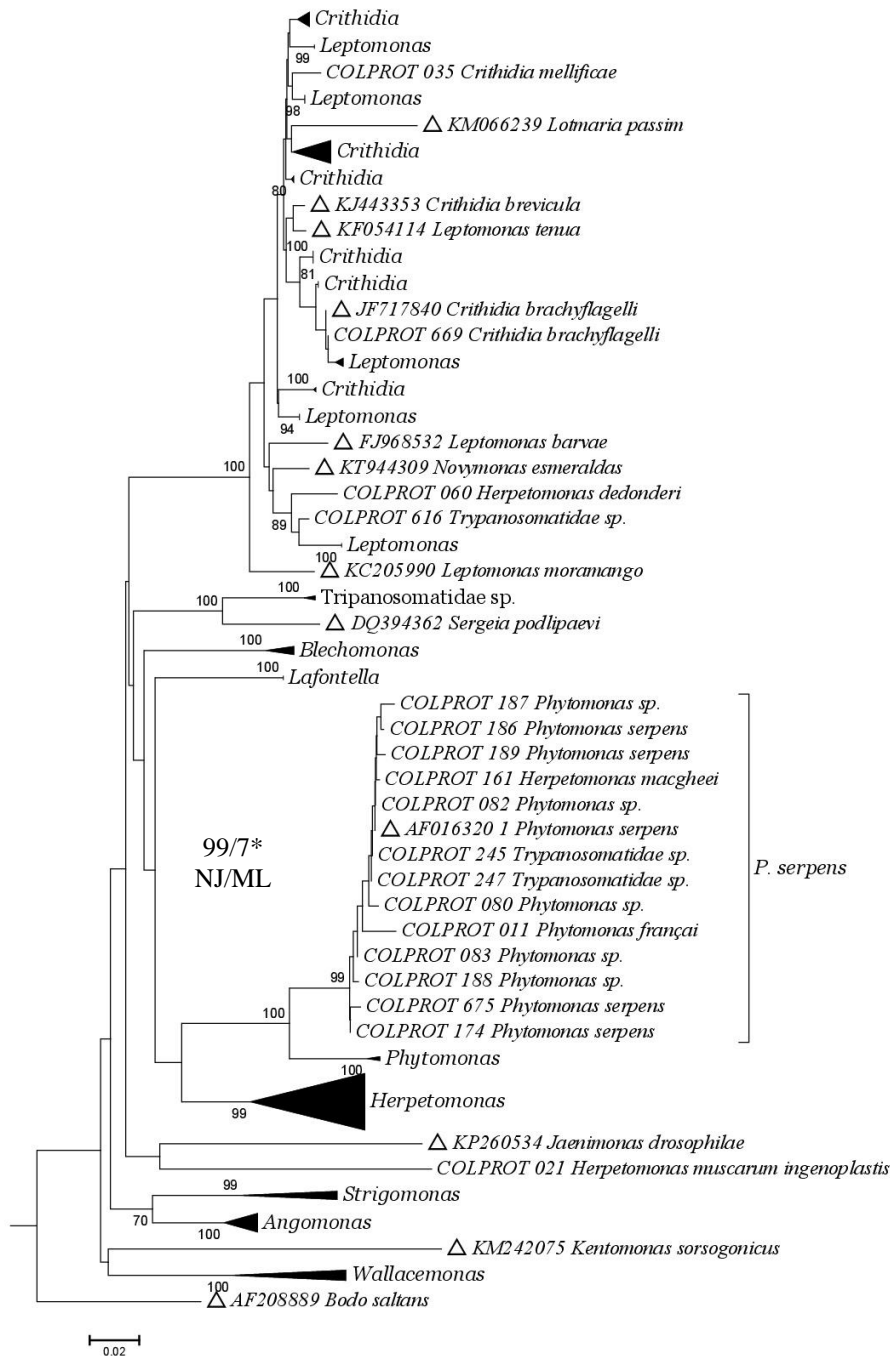 Crithidia
Leptomonas
99
COLPROT 035 Crithidia mellificae
Leptomonas
98
△ KM066239 Lotmaria passim
Crithidia
Crithidia
80
△ KJ443353 Crithidia brevicula
△ KF054114 Leptomonas tenua
100
Crithidia
81
Crithidia
△ JF717840 Crithidia brachyflagelli
COLPROT 669 Crithidia brachyflagelli
Leptomonas
100
Crithidia
Leptomonas
94
△ FJ968532 Leptomonas barvae
100
△ KT944309 Novymonas esmeraldas
COLPROT 060 Herpetomonas dedonderi
89
COLPROT 616 Trypanosomatidae sp.
Leptomonas
100
△ KC205990 Leptomonas moramango
100
100
Tripanosomatidae sp.
△ DQ394362 Sergeia podlipaevi
100
Blechomonas
100
Lafontella
COLPROT 187 Phytomonas sp.
COLPROT 186 Phytomonas serpens
COLPROT 189 Phytomonas serpens
COLPROT 161 Herpetomonas macgheei
COLPROT 082 Phytomonas sp.
△ AF016320 1 Phytomonas serpens
99/7*
NJ/ML
COLPROT 245 Trypanosomatidae sp.
P. serpens
COLPROT 247 Trypanosomatidae sp.
COLPROT 080 Phytomonas sp.
COLPROT 011 Phytomonas françai
COLPROT 083 Phytomonas sp.
99
COLPROT 188 Phytomonas sp.
COLPROT 675 Phytomonas serpens
100
COLPROT 174 Phytomonas serpens
Phytomonas
100
Herpetomonas
99
△ KP260534 Jaenimonas drosophilae
COLPROT 021 Herpetomonas muscarum ingenoplastis
99
Strigomonas
70
Angomonas
100
△ KM242075 Kentomonas sorsogonicus
Wallacemonas
100
△ AF208889 Bodo saltans
0.02